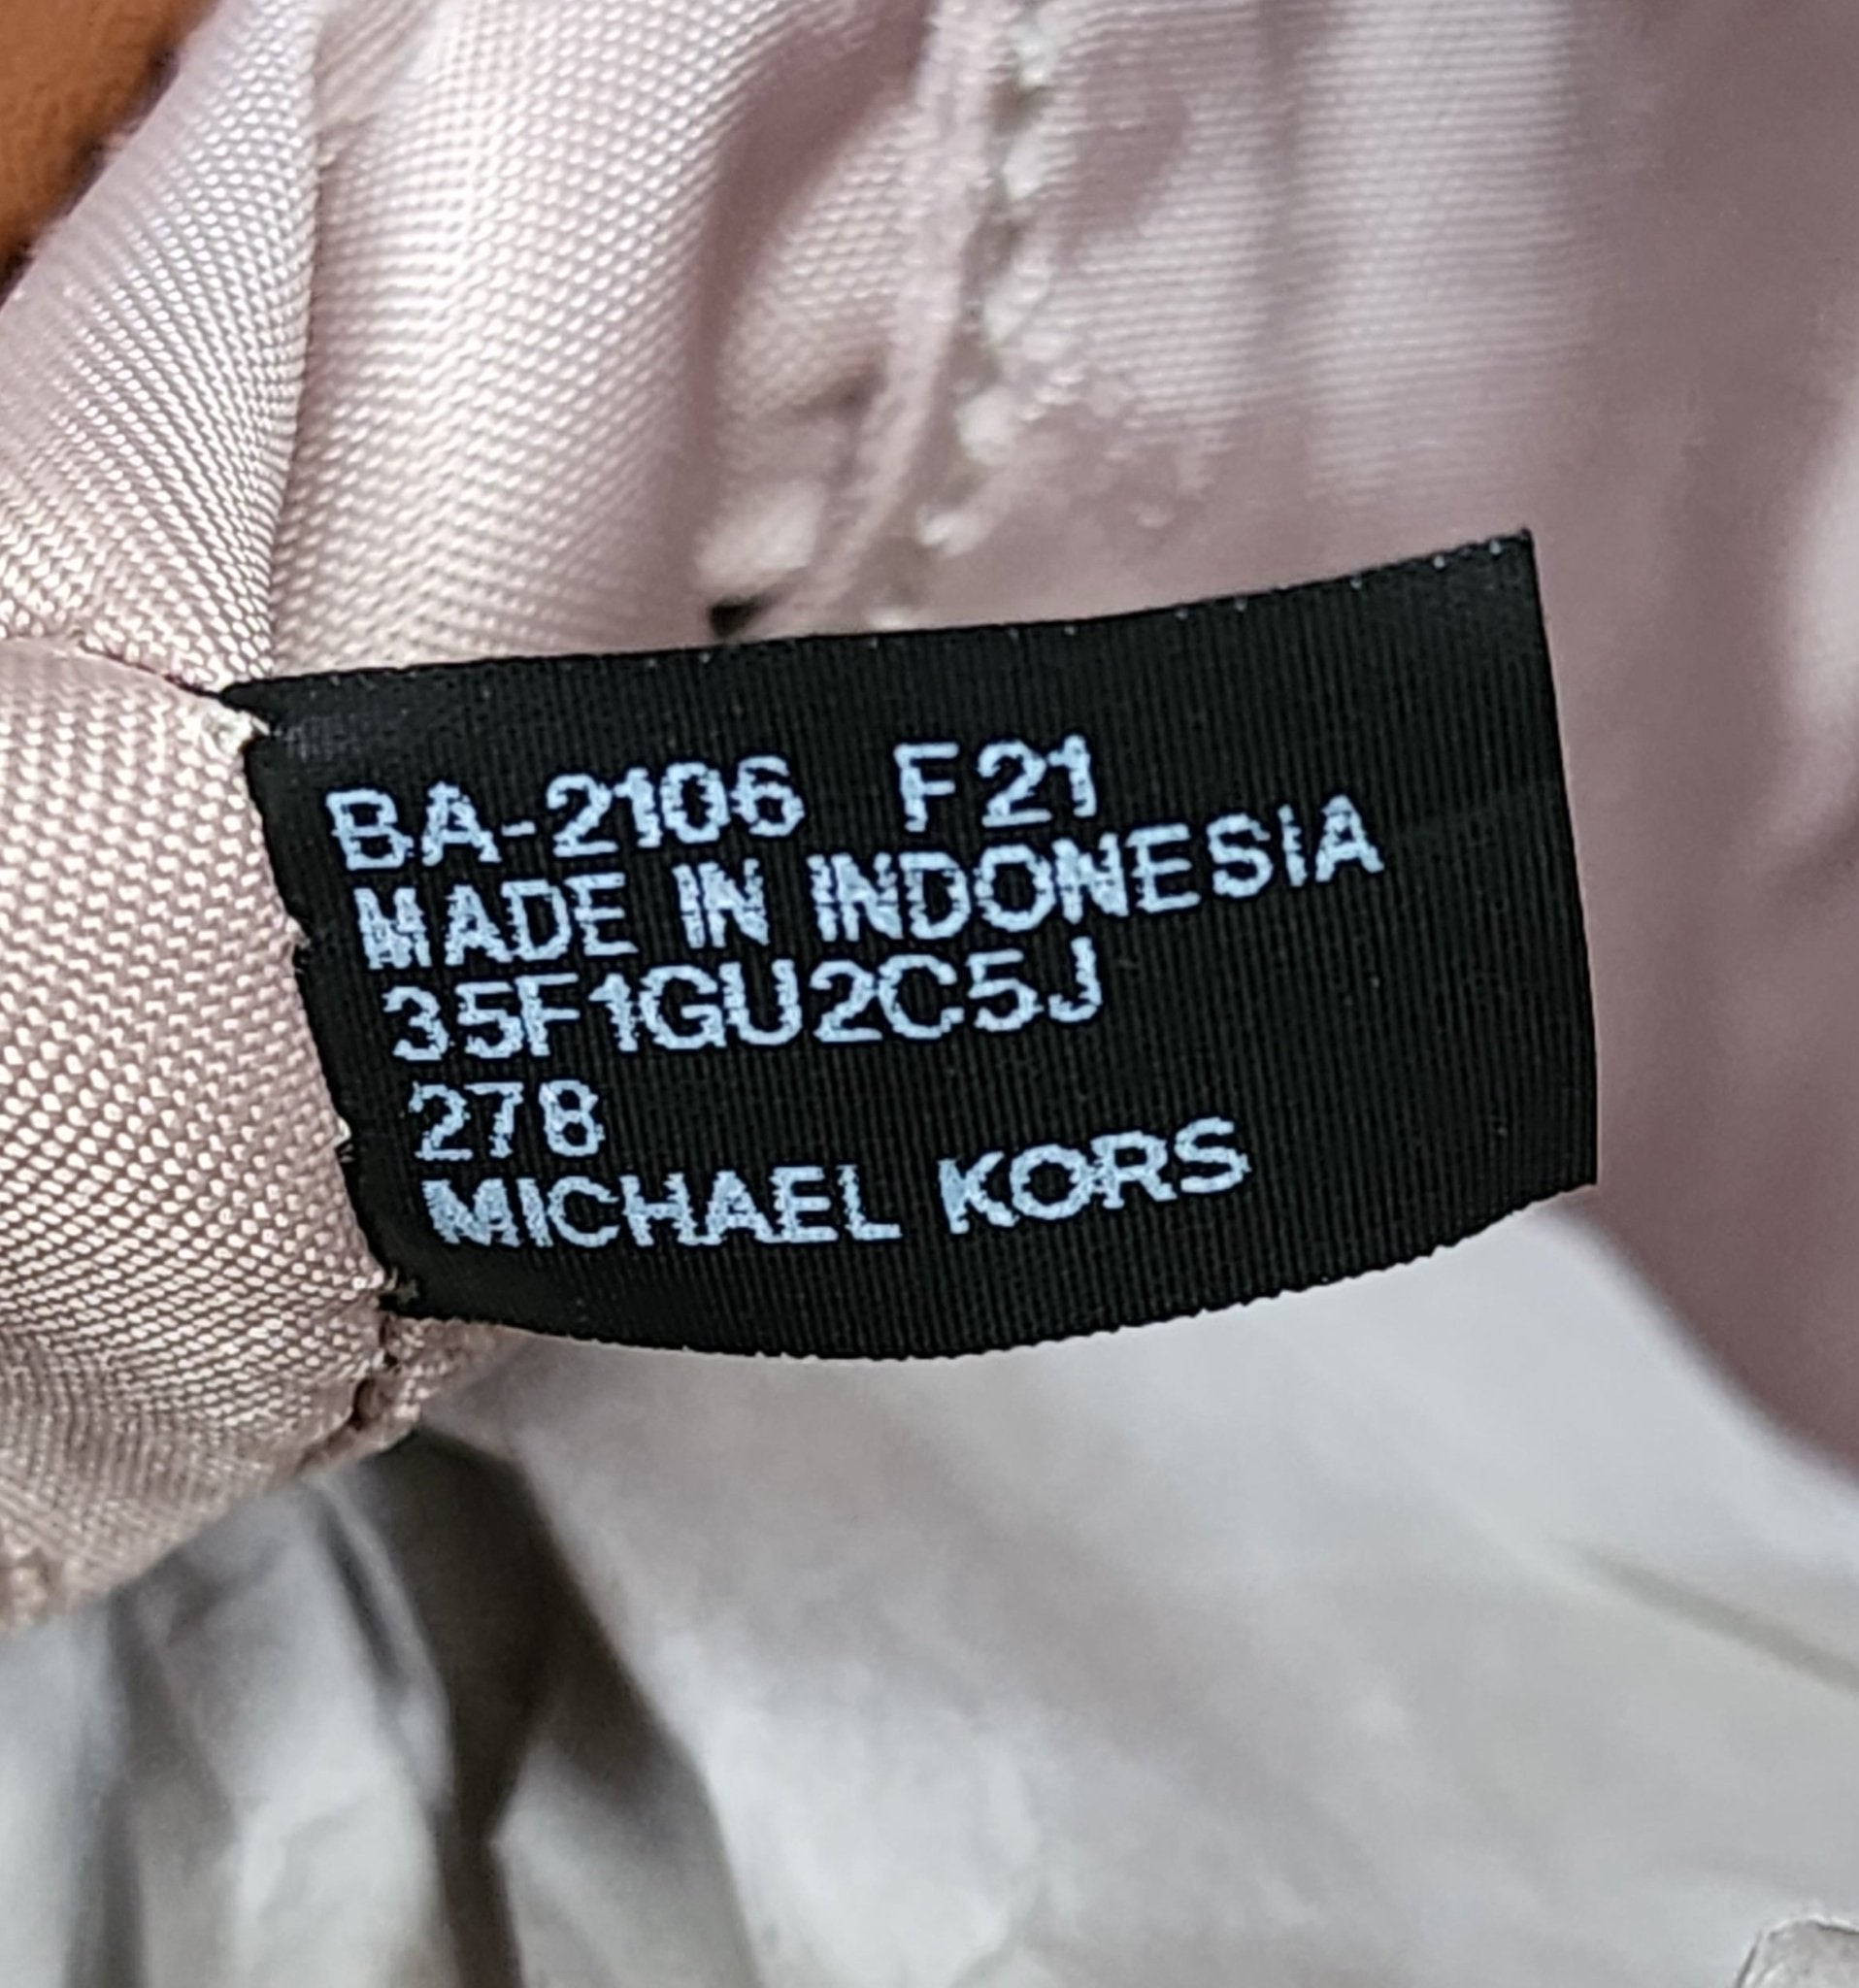 BA-2106 F21
MADE IN INDONESIA
35F1GU2C5J
278
MICHAEL KORS